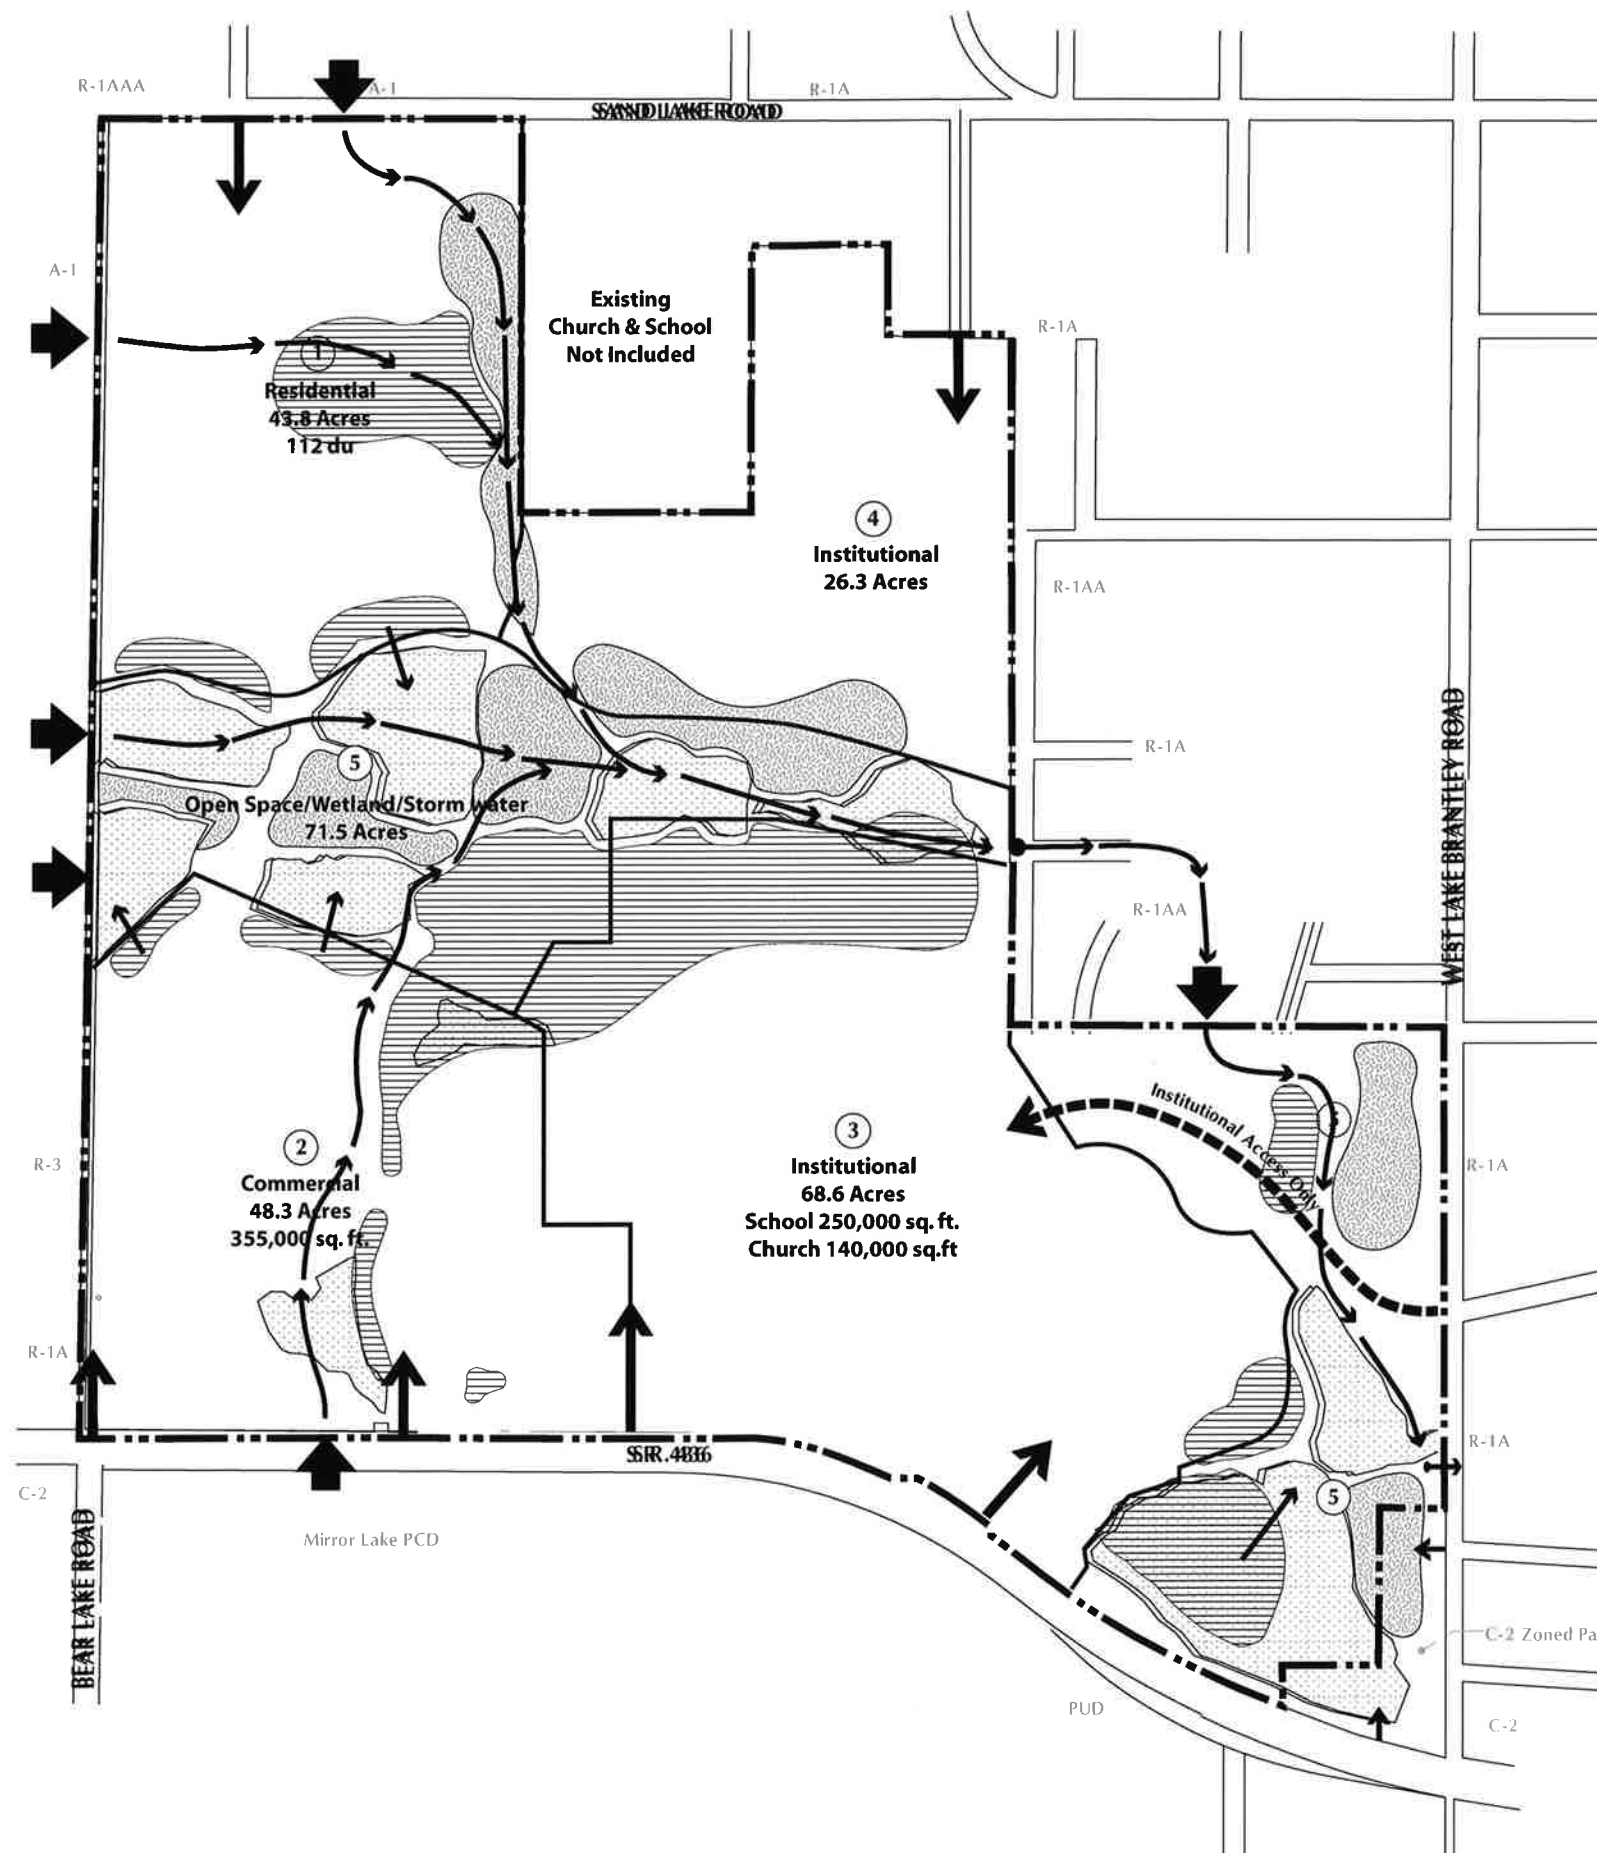 R-1AAA
A-1
R-1A
SAND LAKE ROAD
A-1
Existing
Church & School
Not Included
R-1A
1
Residential
43.8 Acres
112 du
4
Institutional
26.3 Acres
R-1AA
R-1A
5
Open Space/Wetland/Storm water
71.5 Acres
WEST LAKE BRANTLEY ROAD
R-1AA
Institutional Access Only
5
3
Institutional
68.6 Acres
School 250,000 sq. ft.
Church 140,000 sq.ft
2
Commercial
48.3 Acres
355,000 sq. ft.
R-3
R-1A
R-1A
R-1A
S.R. 436
C-2
5
Mirror Lake PCD
BEAR LAKE ROAD
C-2 Zoned Pa
PUD
C-2